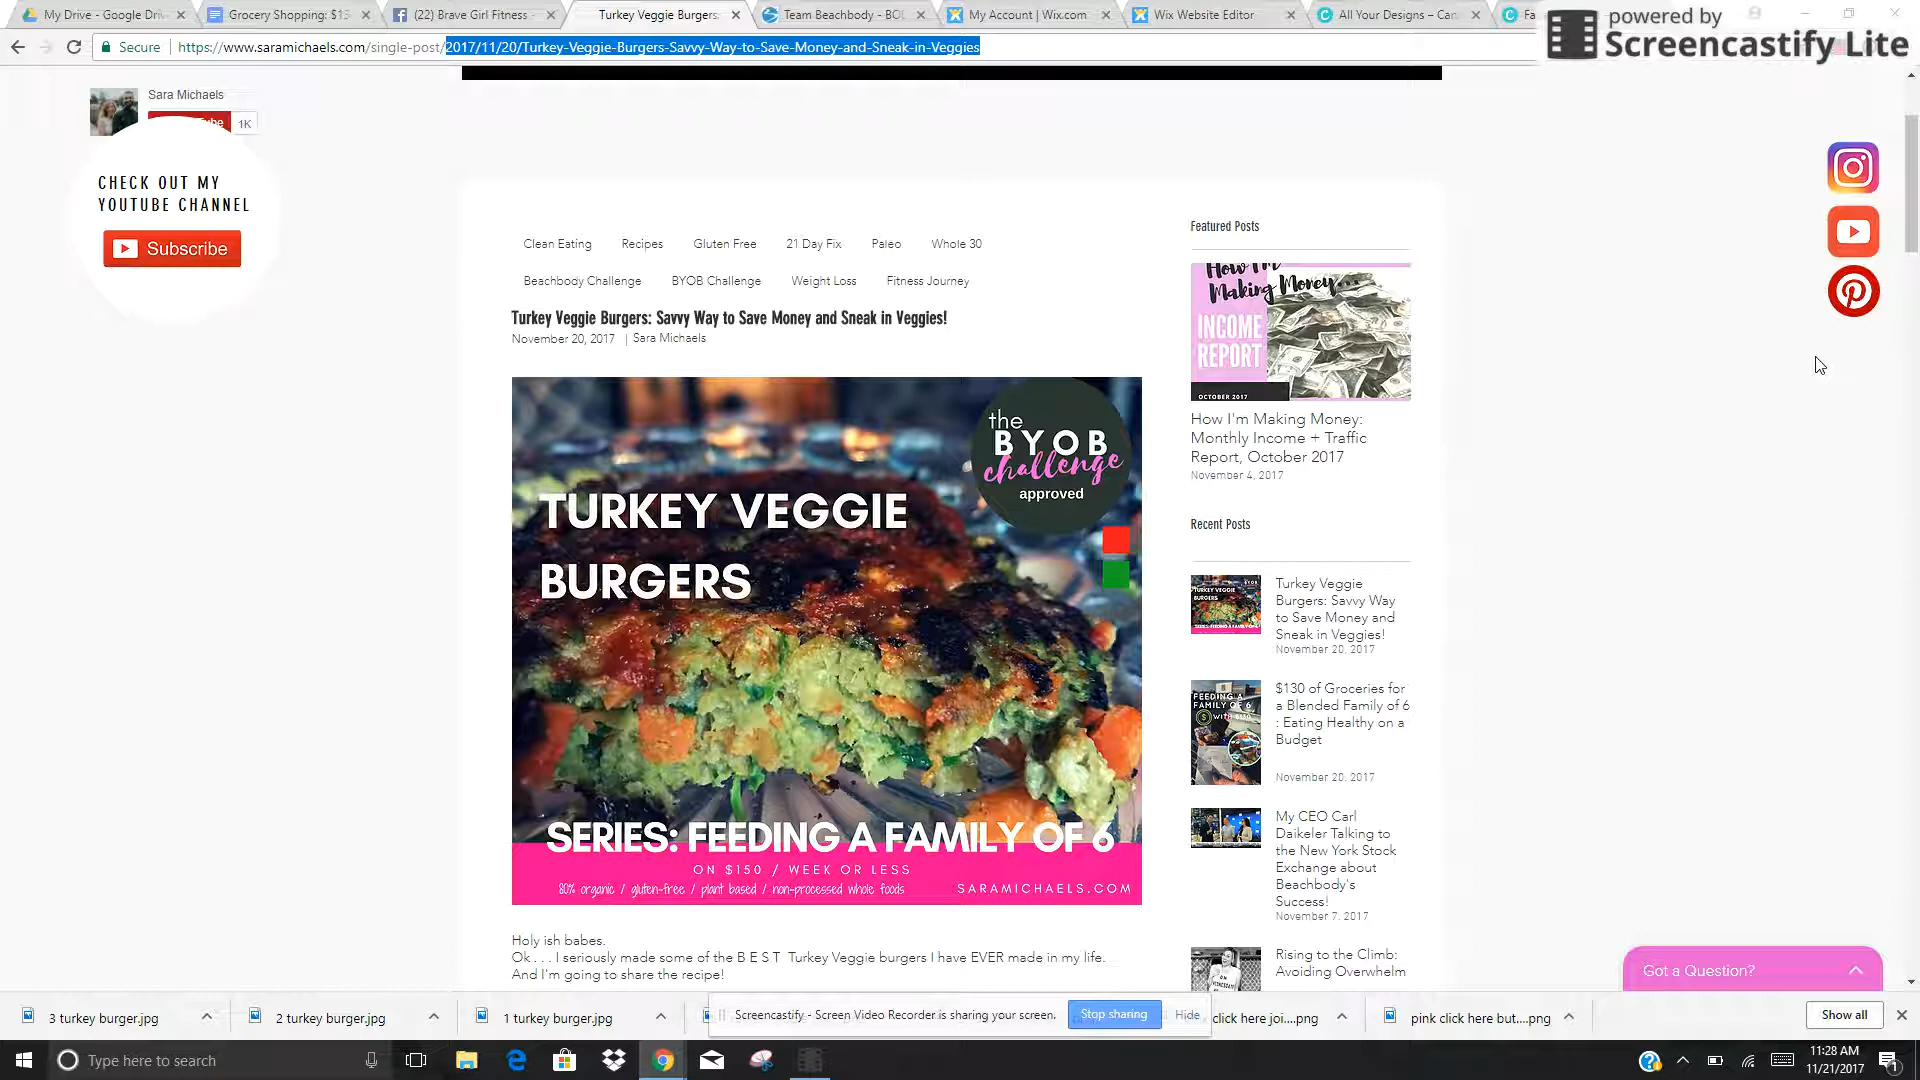 My Drive - Google Dri
Grocery Shopping: $13
(22) Brave Girl Fitness -
Turkey Veggie Burgers:
Team Beachbody - BO
My Account | Wix.com
Wix Website Editor
All Your Designs – Can
Fa
powered by
Screencastify Lite
Secure
https://www.saramichaels.com/single-post/2017/11/20/Turkey-Veggie-Burgers-Savvy-Way-to-Save-Money-and-Sneak-in-Veggies
Sara Michaels
1K
CHECK OUT MY
YOUTUBE CHANNEL
Subscribe
Clean Eating
Recipes
Gluten Free
21 Day Fix
Paleo
Whole 30
Beachbody Challenge
BYOB Challenge
Weight Loss
Fitness Journey
Turkey Veggie Burgers: Savvy Way to Save Money and Sneak in Veggies!
November 20, 2017 | Sara Michaels
the
BYOB
challenge
approved
TURKEY VEGGIE
BURGERS
SERIES: FEEDING A FAMILY OF 6
ON $150 / WEEK OR LESS
80% organic / gluten-free / plant based / non-processed whole foods
SARAMICHAELS.COM
Holy ish babes.
Ok . . . I seriously made some of the B E S T Turkey Veggie burgers I have EVER made in my life.
And I'm going to share the recipe!
Featured Posts
How I'm
Making Money...
INCOME
REPORT
OCTOBER 2017
How I'm Making Money:
Monthly Income + Traffic
Report, October 2017
November 4, 2017
Recent Posts
TURKEY VEGGIE
BURGERS
Turkey Veggie
Burgers: Savvy Way
to Save Money and
Sneak in Veggies!
November 20, 2017
FEEDING A
FAMILY OF 6
$130 of Groceries for
a Blended Family of 6
: Eating Healthy on a
Budget
November 20, 2017
My CEO Carl
Daikeler Talking to
the New York Stock
Exchange about
Beachbody's
Success!
November 7, 2017
Rising to the Climb:
Avoiding Overwhelm
Got a Question?
3 turkey burger.jpg
2 turkey burger.jpg
1 turkey burger.jpg
Screencastify - Screen Video Recorder is sharing your screen.
Stop sharing
Hide
click here joi....png
pink click here but....png
Show all
Type here to search
11:28 AM
11/21/2017